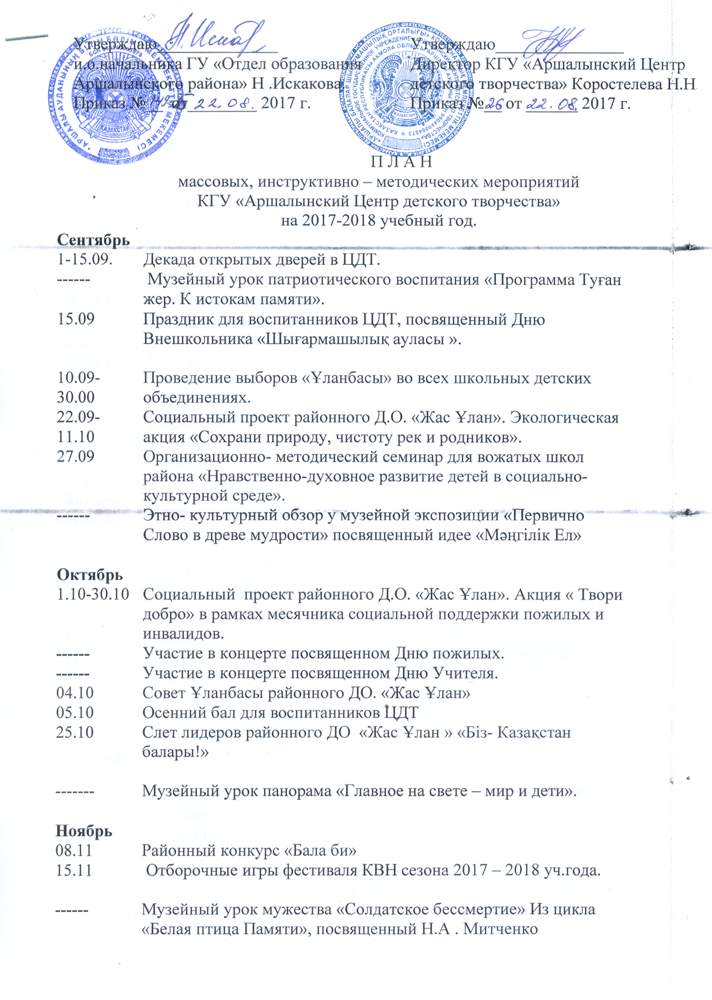 Утверждаю
и.о.начальника ГУ «Отдел образования
Аршалынского района» Н .Искакова.
Приказ № от 22.08. 2017 г.
Утверждаю
Директор КГУ «Аршалынский Центр
детского творчества» Коростелева Н.Н
Приказ №26 от 22.08. 2017 г.
П Л А Н
массовых, инструктивно – методических мероприятий
КГУ «Аршалынский Центр детского творчества»
на 2017-2018 учебный год.
Сентябрь
1-15.09. Декада открытых дверей в ЦДТ.
------ Музейный урок патриотического воспитания «Программа Туған
жер. К истокам памяти».
15.09 Праздник для воспитанников ЦДТ, посвященный Дню
Внешкольника «Шығармашылық ауласы ».
10.09- Проведение выборов «Ұланбасы» во всех школьных детских
30.00 объединениях.
22.09- Социальный проект районного Д.О. «Жас Ұлан». Экологическая
11.10 акция «Сохрани природу, чистоту рек и родников».
27.09 Организационно- методический семинар для вожатых школ
района «Нравственно-духовное развитие детей в социально-
культурной среде».
------ Этно- культурный обзор у музейной экспозиции «Первично
Слово в древе мудрости» посвященный идее «Мәңгілік Ел»
Октябрь
1.10-30.10 Социальный проект районного Д.О. «Жас Ұлан». Акция « Твори
добро» в рамках месячника социальной поддержки пожилых и
инвалидов.
------ Участие в концерте посвященном Дню пожилых.
------ Участие в концерте посвященном Дню Учителя.
04.10 Совет Ұланбасы районного ДО. «Жас Ұлан»
05.10 Осенний бал для воспитанников ЦДТ
25.10 Слет лидеров районного ДО «Жас Ұлан » «Біз- Казақстан
балары!»
------- Музейный урок панорама «Главное на свете – мир и дети».
Ноябрь
08.11 Районный конкурс «Бала би»
15.11 Отборочные игры фестиваля КВН сезона 2017 – 2018 уч.года.
------ Музейный урок мужества «Солдатское бессмертие» Из цикла
«Белая птица Памяти», посвященный Н.А . Митченко
ҚАЗАҚСТАН